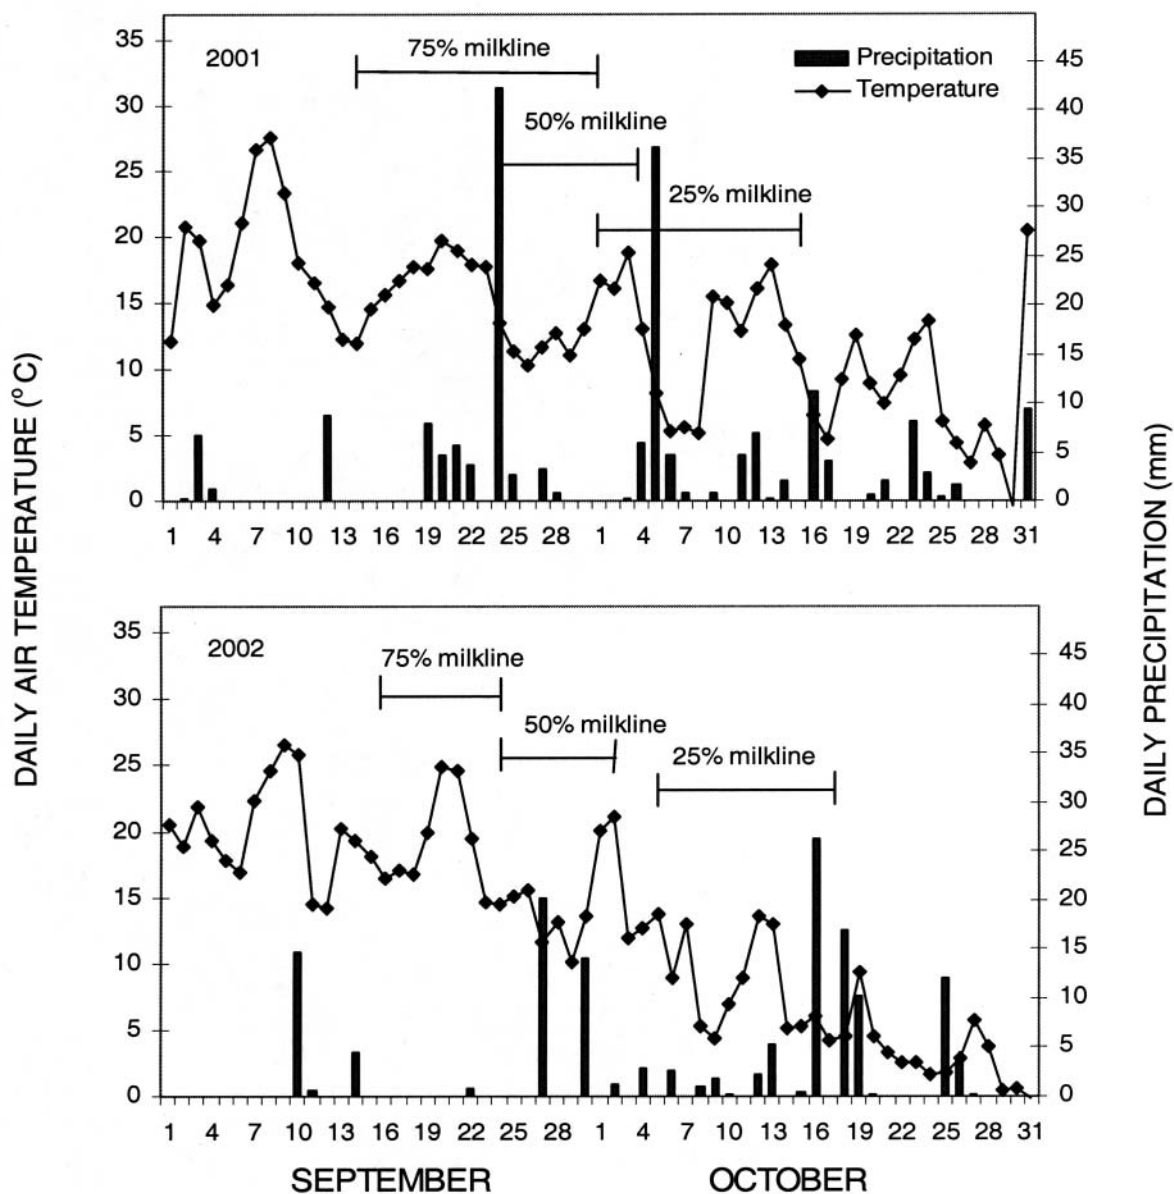 2001
75% milkline
50% milkline
25% milkline
Precipitation
Temperature
35
30
25
20
15
10
5
0
45
40
35
30
25
20
15
10
5
0
1 4 7 10 13 16 19 22 25 28 1 4 7 10 13 16 19 22 25 28 31
DAILY AIR TEMPERATURE (°C)
DAILY PRECIPITATION (mm)
2002
75% milkline
50% milkline
25% milkline
35
30
25
20
15
10
5
0
45
40
35
30
25
20
15
10
5
0
1 4 7 10 13 16 19 22 25 28 1 4 7 10 13 16 19 22 25 28 31
SEPTEMBER OCTOBER